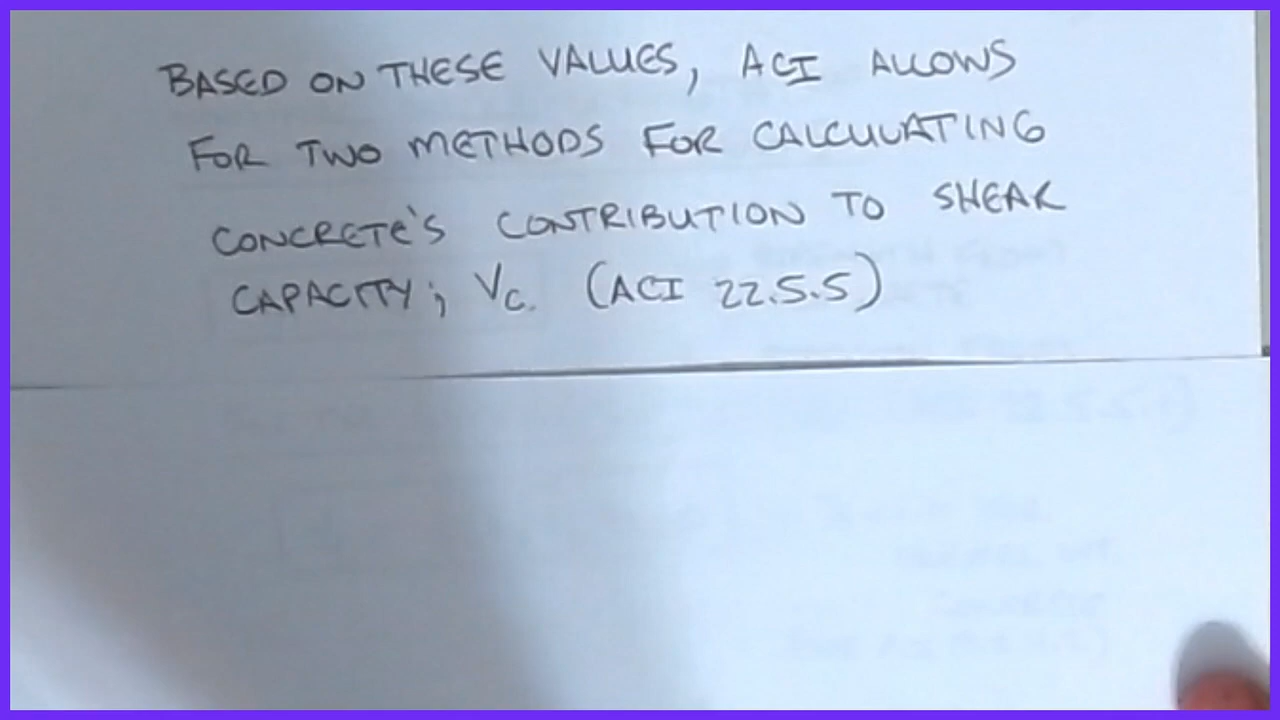 BASED ON THESE VALUES, ACI ALLOWS
FOR TWO METHODS FOR CALCULATING
CONCRETE'S CONTRIBUTION TO SHEAR
CAPACITY; Vc. (ACI 22.5.5)